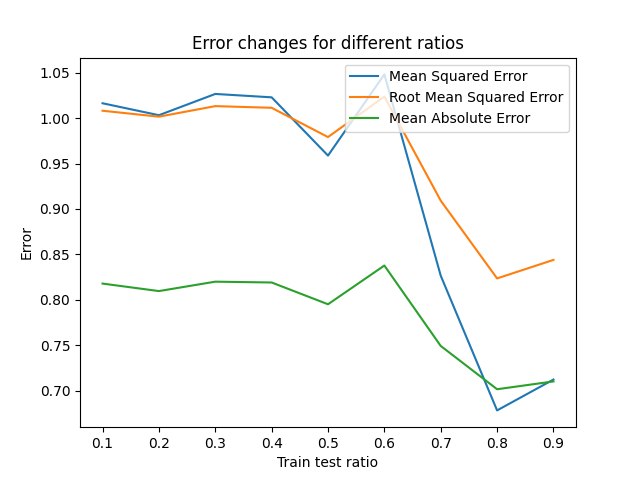 Error changes for different ratios
Mean Squared Error
Root Mean Squared Error
Mean Absolute Error
1.05
1.00
0.95
0.90
0.85
0.80
0.75
0.70
Error
0.1 0.2 0.3 0.4 0.5 0.6 0.7 0.8 0.9
Train test ratio